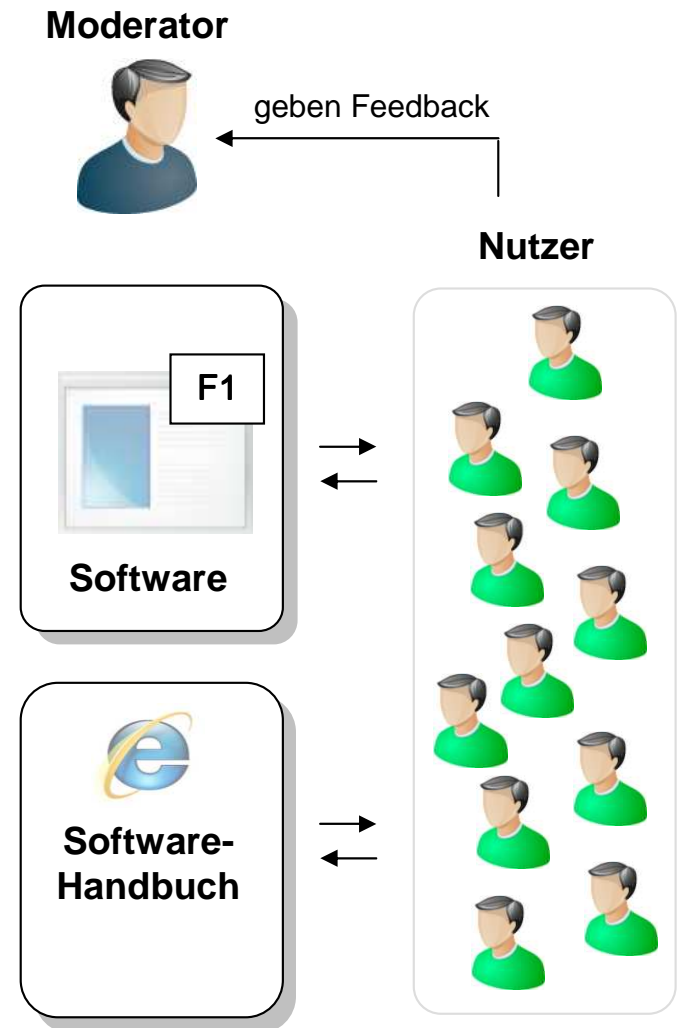 Moderator
geben Feedback
Nutzer
F1
Software
Software-
Handbuch